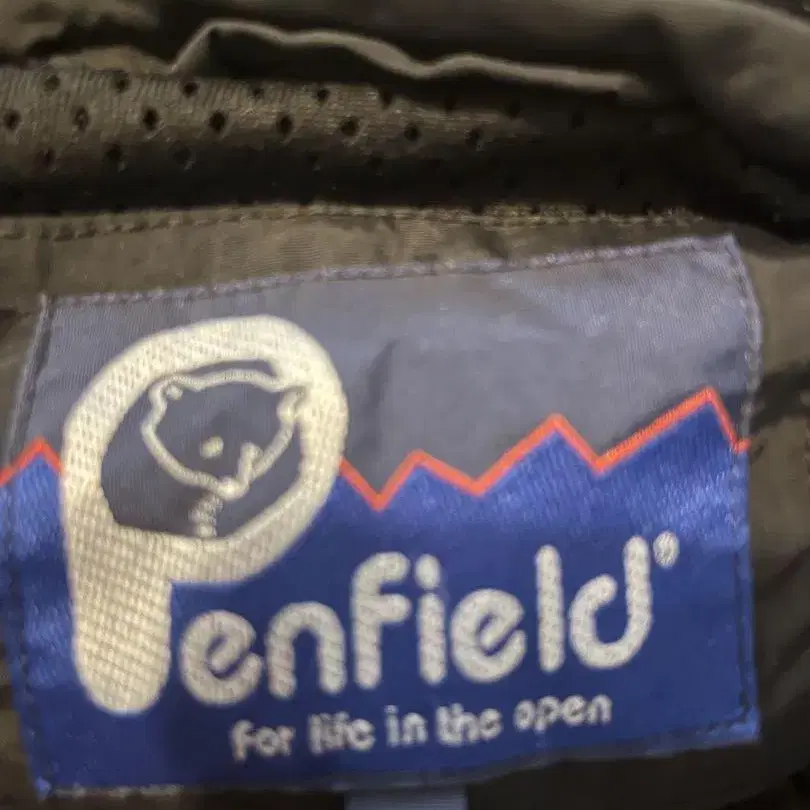 Penfield®
for life in the open